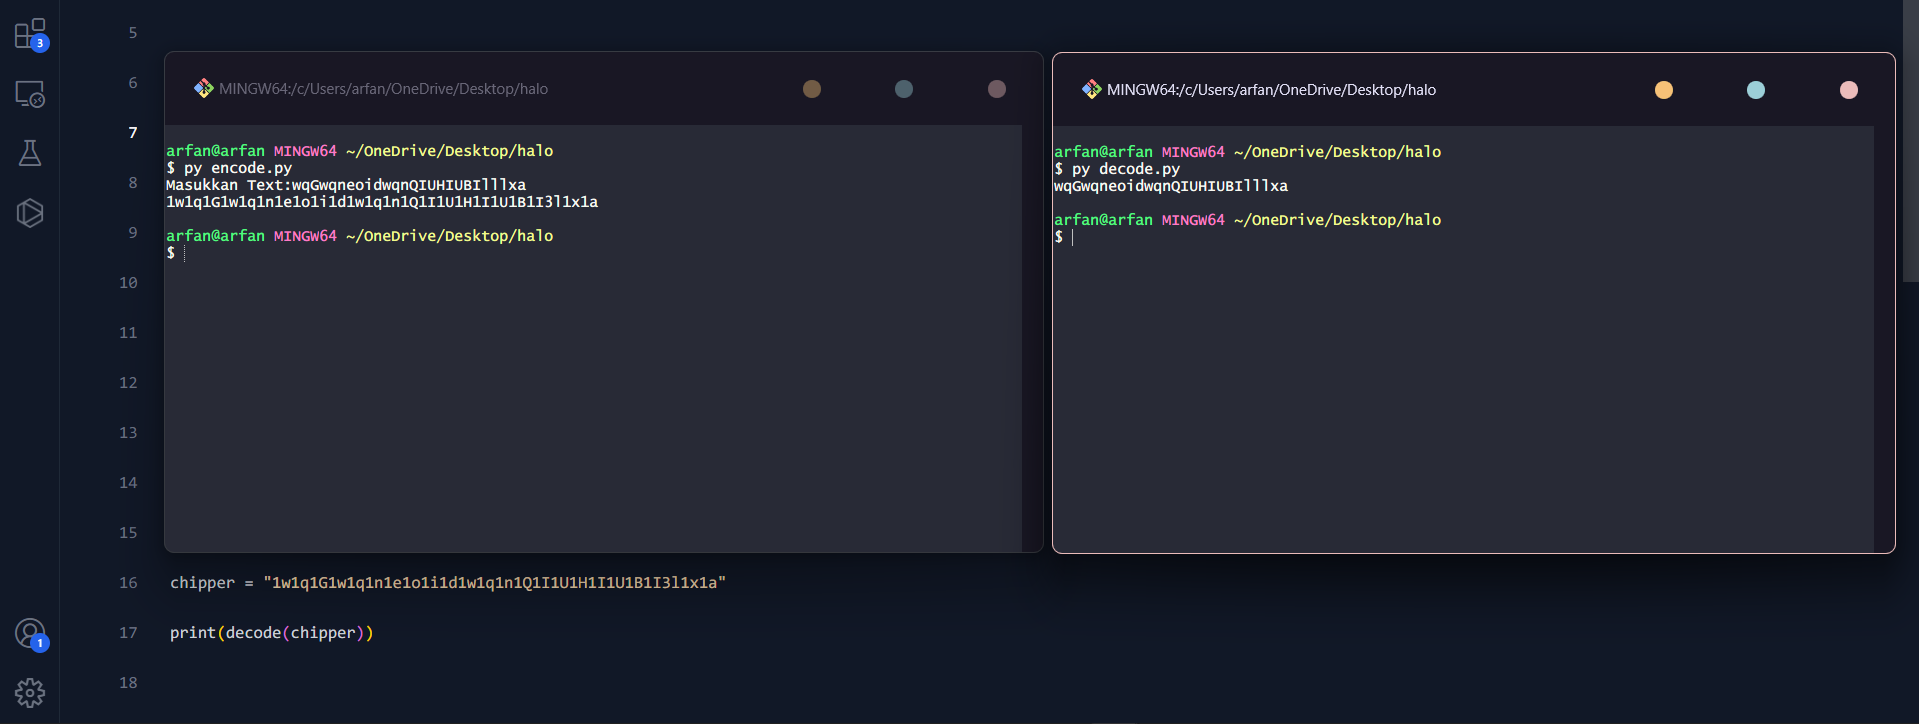 3
5
6
7
8
9
10
11
12
13
14
15
MINGW64:/c/Users/arfan/OneDrive/Desktop/halo
arfan@arfan MINGW64 ~/OneDrive/Desktop/halo
$ py encode.py
Masukkan Text:wqGwqneoidwqnQIUHIUBIlllxa
1w1q1G1w1q1n1e1o1i1d1w1q1n1Q1I1U1H1I1U1B1I3l1x1a
arfan@arfan MINGW64 ~/OneDrive/Desktop/halo
$
MINGW64:/c/Users/arfan/OneDrive/Desktop/halo
arfan@arfan MINGW64 ~/OneDrive/Desktop/halo
$ py decode.py
wqGwqneoidwqnQIUHIUBIlllxa
arfan@arfan MINGW64 ~/OneDrive/Desktop/halo
$
16 chipper = "1w1q1G1w1q1n1e1o1i1d1w1q1n1Q1I1U1H1I1U1B1I3l1x1a"
17 print(decode(chipper))
18
1